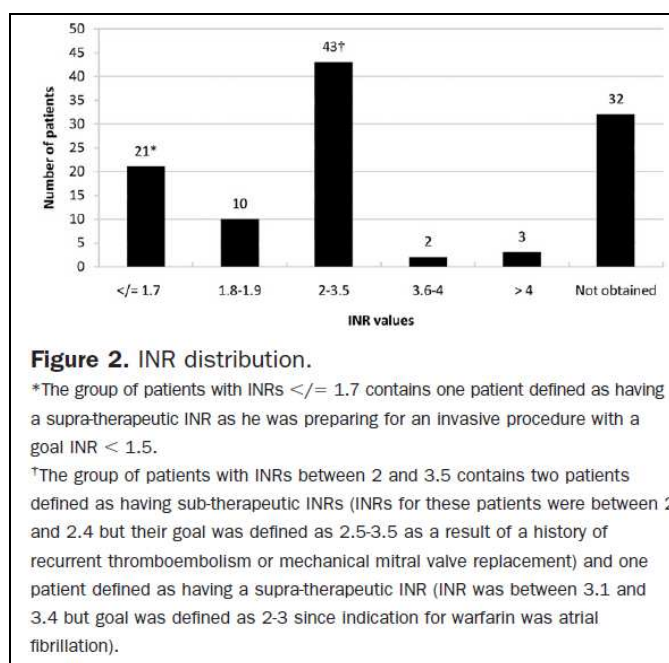 50
45
40
35
30
25
20
15
10
5
0
Number of patients
21*
10
43†
2
3
32
</= 1.7 1.8-1.9 2-3.5 3.6-4 > 4 Not obtained
INR values
Figure 2. INR distribution.
*The group of patients with INRs </= 1.7 contains one patient defined as having
a supra-therapeutic INR as he was preparing for an invasive procedure with a
goal INR < 1.5.
†The group of patients with INRs between 2 and 3.5 contains two patients
defined as having sub-therapeutic INRs (INRs for these patients were between 2
and 2.4 but their goal was defined as 2.5-3.5 as a result of a history of
recurrent thromboembolism or mechanical mitral valve replacement) and one
patient defined as having a supra-therapeutic INR (INR was between 3.1 and
3.4 but goal was defined as 2-3 since indication for warfarin was atrial
fibrillation).